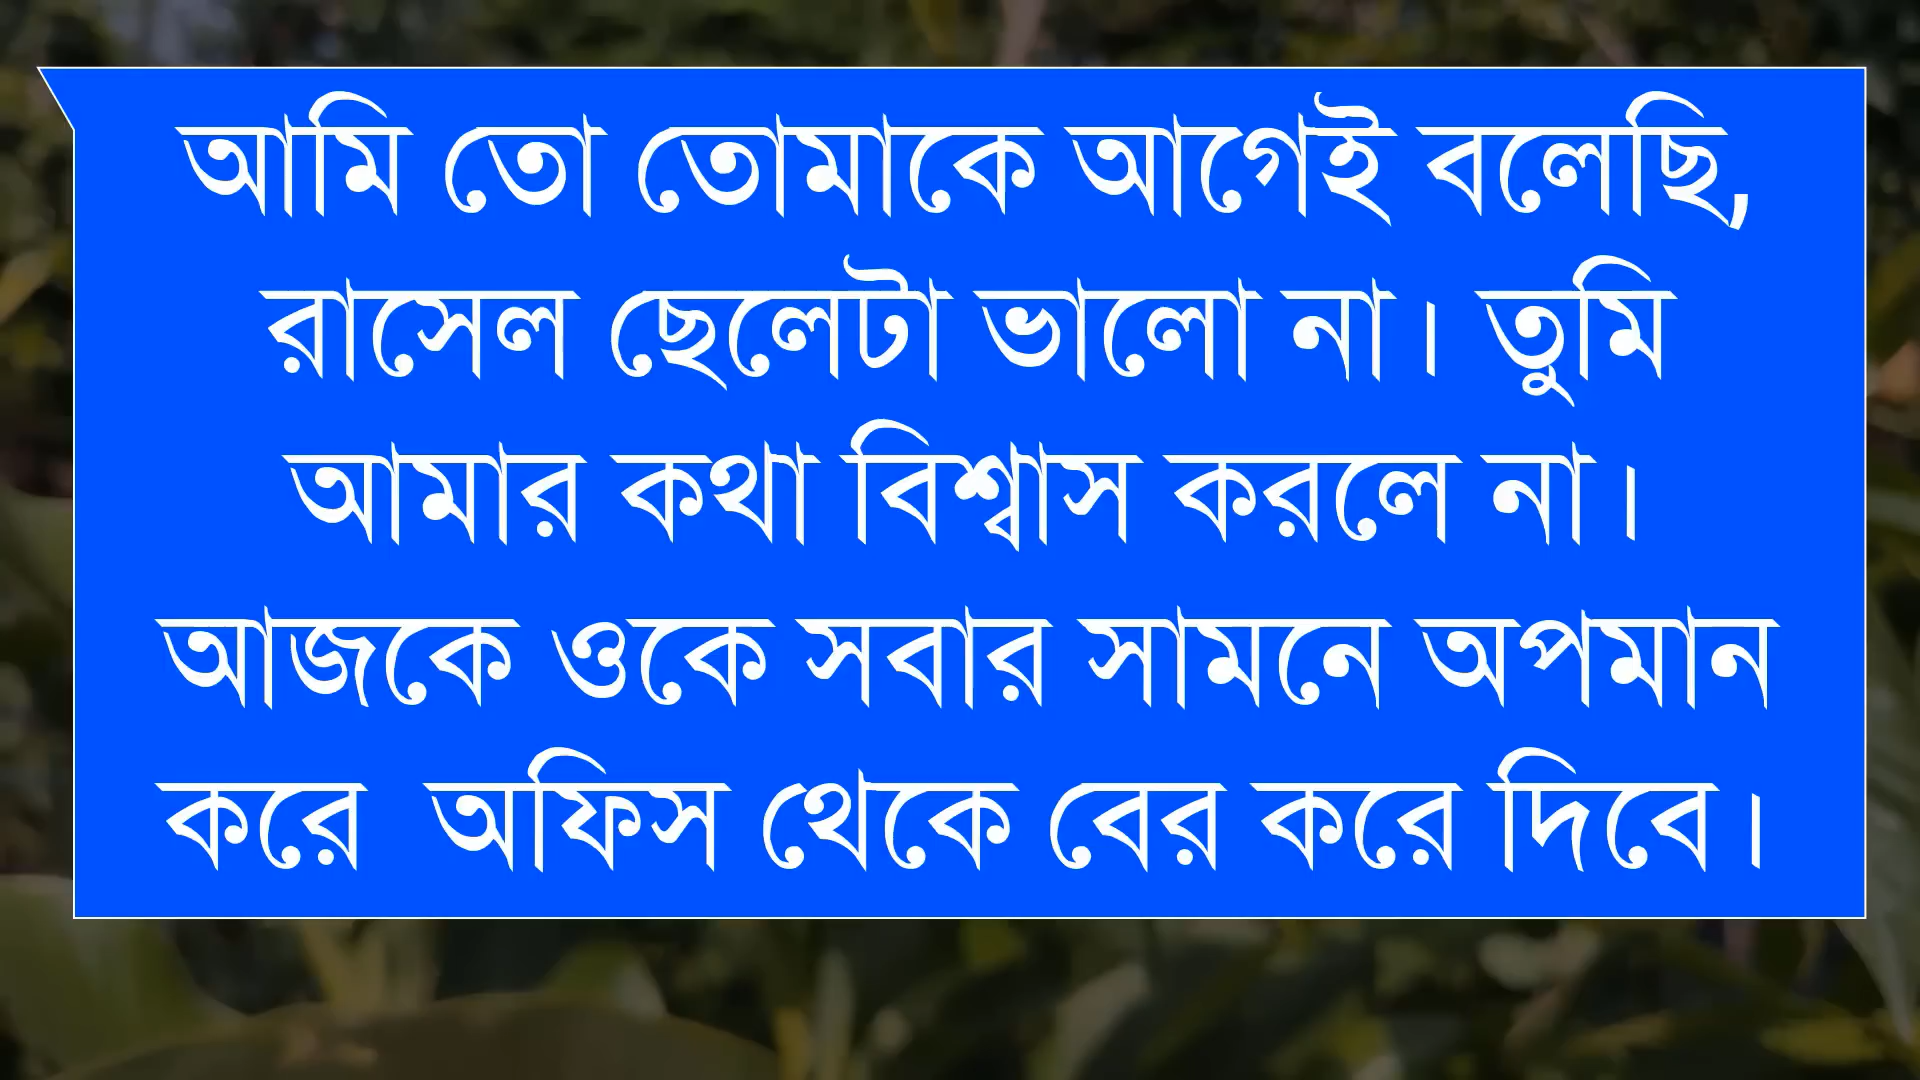 আমি তো তোমাকে আগেই বলেছি,
রাসেল ছেলেটা ভালো না। তুমি
আমার কথা বিশ্বাস করলে না।
আজকে ওকে সবার সামনে অপমান
করে  অফিস থেকে বের করে দিবে।